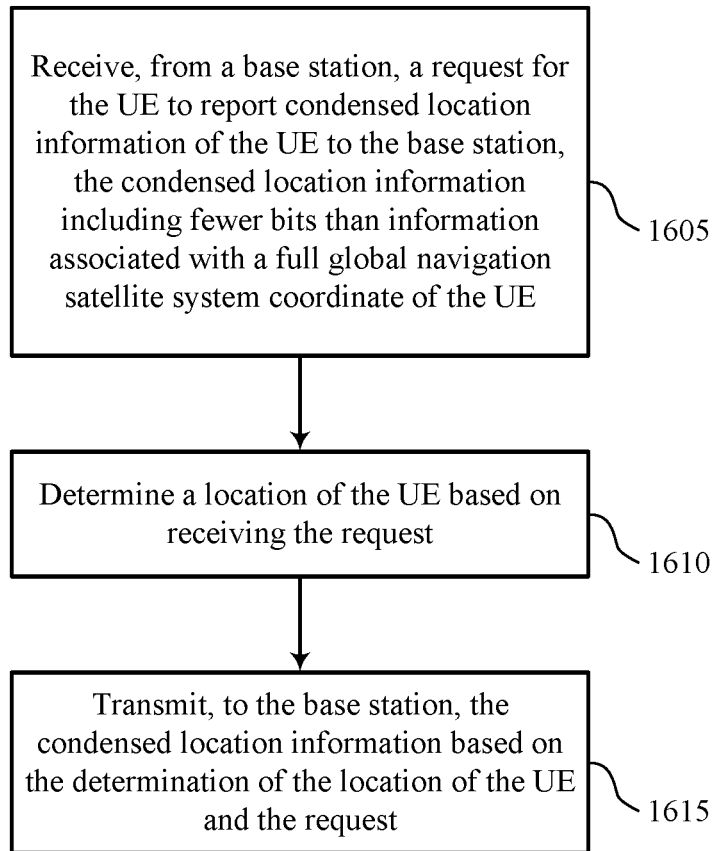 Receive, from a base station, a request for
the UE to report condensed location
information of the UE to the base station,
the condensed location information
including fewer bits than information
associated with a full global navigation
satellite system coordinate of the UE
1605
Determine a location of the UE based on
receiving the request
1610
Transmit, to the base station, the
condensed location information based on
the determination of the location of the UE
and the request
1615